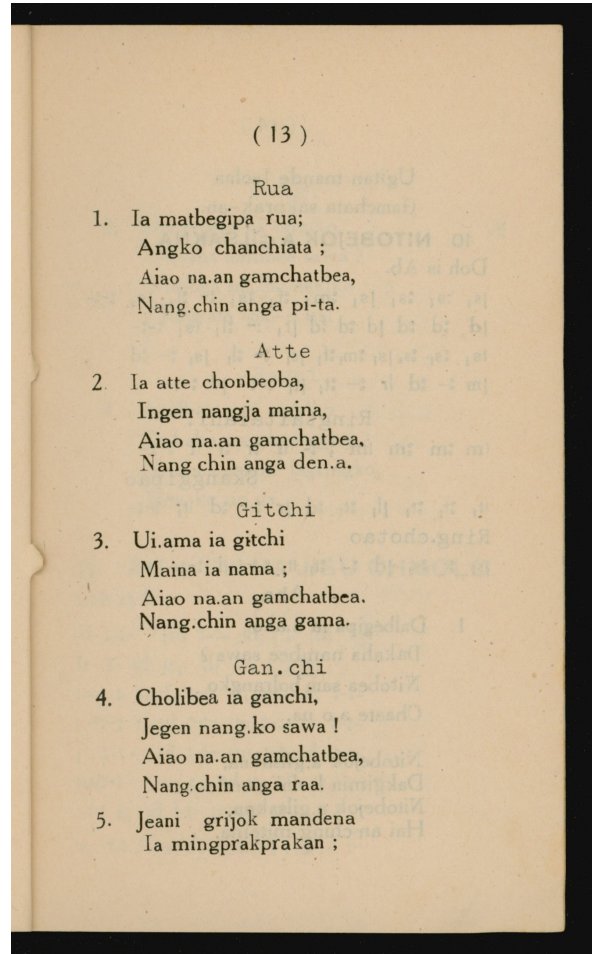 ( 13 )
Rua
1. Ia matbegipa rua;
Angko chanchiata ;
Aiao na.an gamchatbea,
Nang.chin anga pi-ta.
Atte
2. Ia atte chonbeoba,
Ingen nangja maina,
Aiao na.an gamchatbea.
Nang chin anga den.a.
Gitchi
3. Ui.ama ia gitchi
Maina ia nama ;
Aiao na.an gamchatbea.
Nang.chin anga gama.
Gan.chi
4. Cholibea ia ganchi,
Jegen nang.ko sawa !
Aiao na.an gamchatbea,
Nang.chin anga raa.
5. Jeani grijok mandena
Ia mingprakprakan ;